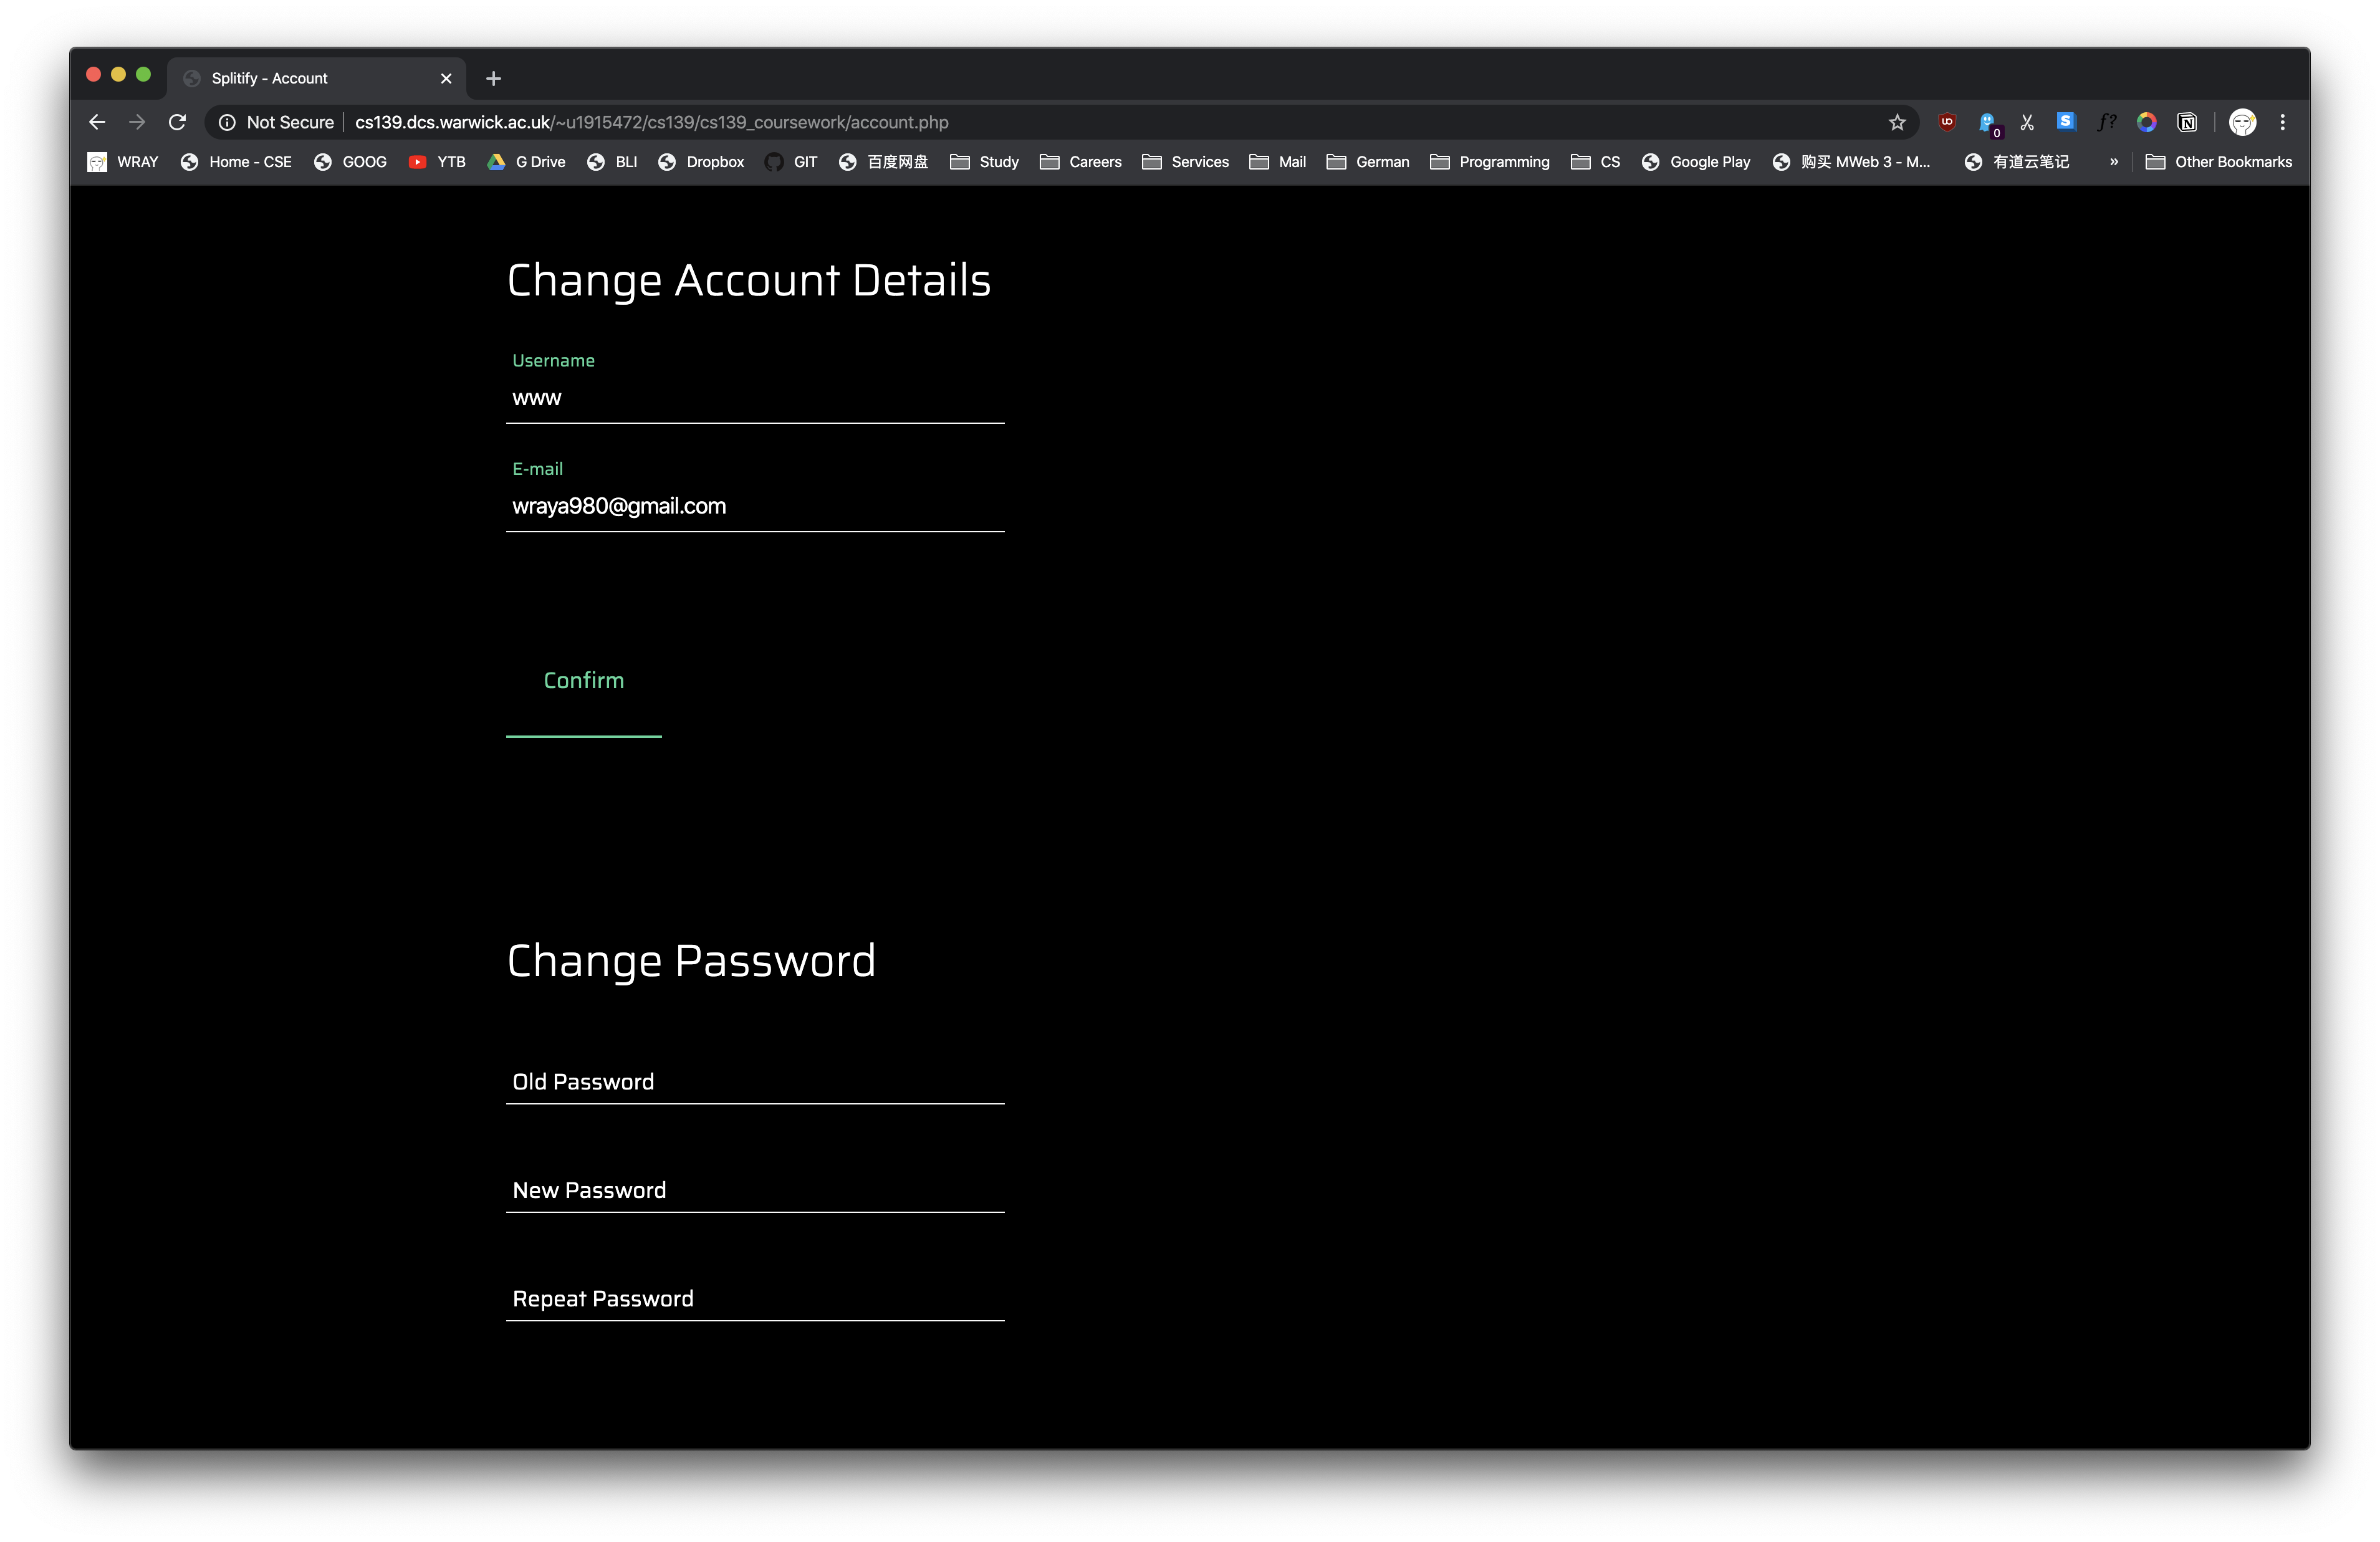 Splitify - Account
Not Secure cs139.dcs.warwick.ac.uk/~u1915472/cs139/cs139_coursework/account.php
0
WRAY Home - CSE GOOG YTB G Drive BLI Dropbox GIT 百度网盘 Study Careers Services Mail German Programming CS Google Play 购买 MWeb 3 - M... 有道云笔记 » Other Bookmarks
Change Account Details
Username
www
E-mail
wraya980@gmail.com
Confirm
Change Password
Old Password
New Password
Repeat Password